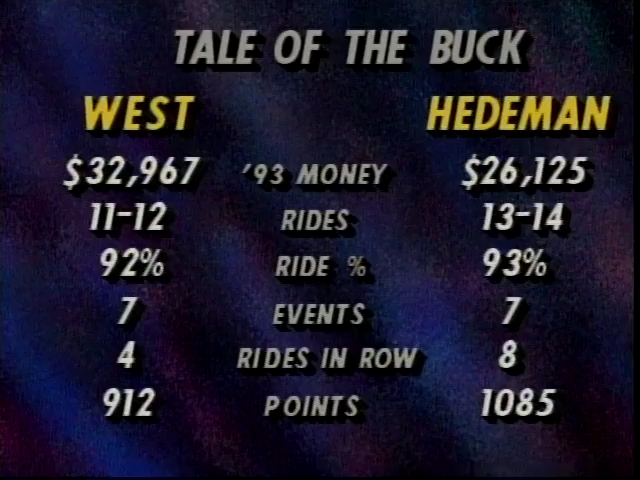 TALE OF THE BUCK
WEST HEDEMAN
$32,967 '93 MONEY $26,125
11-12 RIDES 13-14
92% RIDE % 93%
7 EVENTS 7
4 RIDES IN ROW 8
912 POINTS 1085